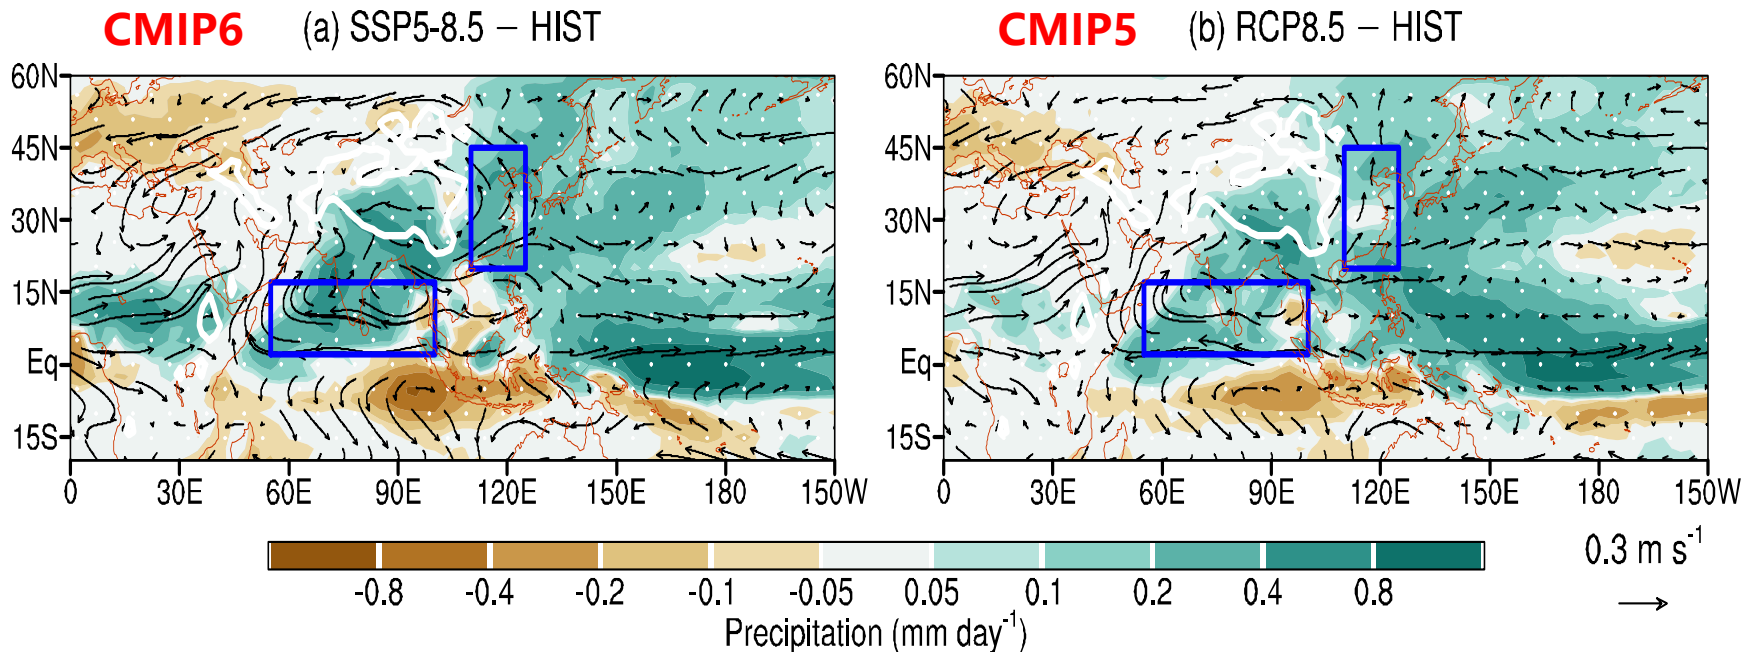 CMIP6 (a) SSP5-8.5 – HIST
CMIP5 (b) RCP8.5 – HIST
60N
45N
30N
15N
Eq
15S
0 30E 60E 90E 120E 150E 180 150W
60N
45N
30N
15N
Eq
15S
0 30E 60E 90E 120E 150E 180 150W
-0.8 -0.4 -0.2 -0.1 -0.05 0.05 0.1 0.2 0.4 0.8
Precipitation (mm day⁻¹)
0.3 m s⁻¹